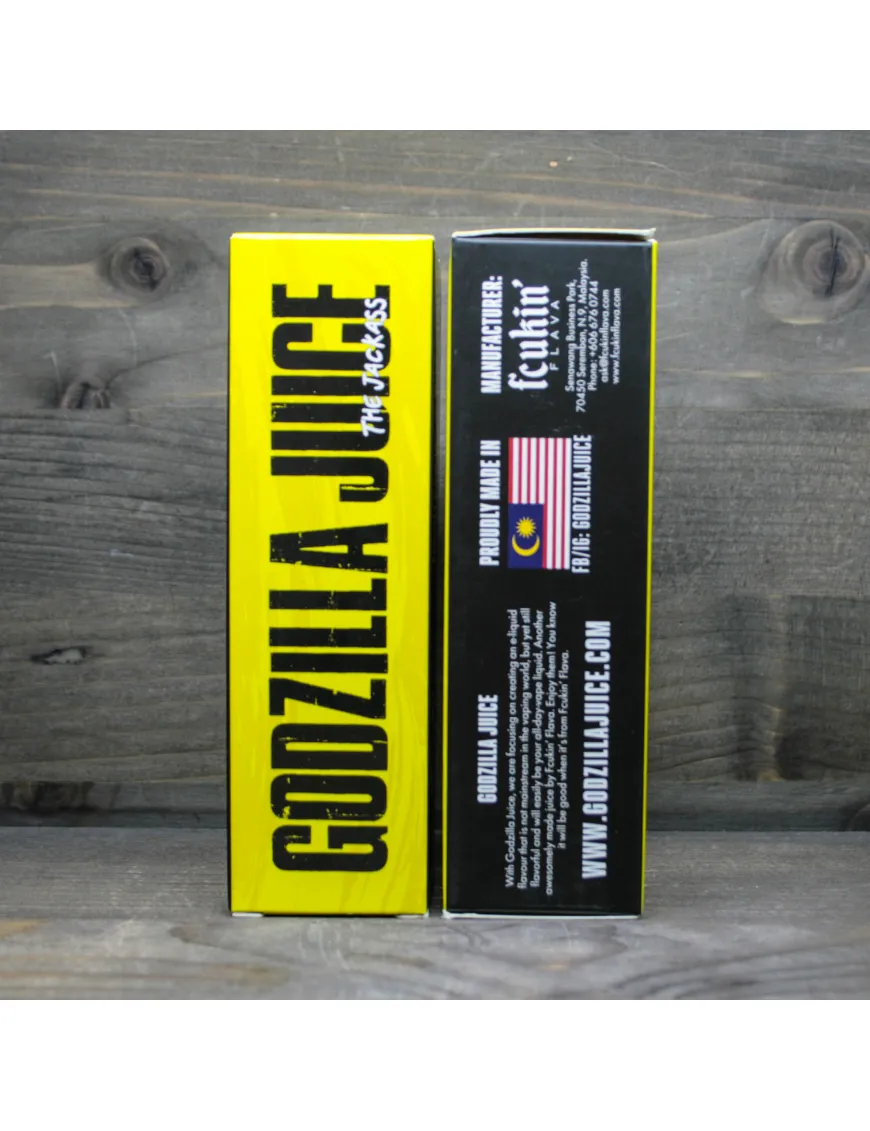 GODZILLA JUICE
THE JACKASS
GODZILLA JUICE
With Godzilla Juice, we are focusing on creating an e-liquid
flavour that is not mainstream in the vaping world, but yet still
flavorful and will easily be your all-day-vape liquid. Another
awesomely made juice by Fcukin' Flava. Enjoy them! You know
it will be good when it's from Fcukin' Flava.
WWW.GODZILLAJUICE.COM
PROUDLY MADE IN
FB/IG: GODZILLAJUICE
MANUFACTURER:
fcukin'
FLAVA
Senawang Business Park,
70450 Seremban, N.9, Malaysia.
Phone: +606 676 0744
ask@fcukinflava.com
www.fcukinflava.com